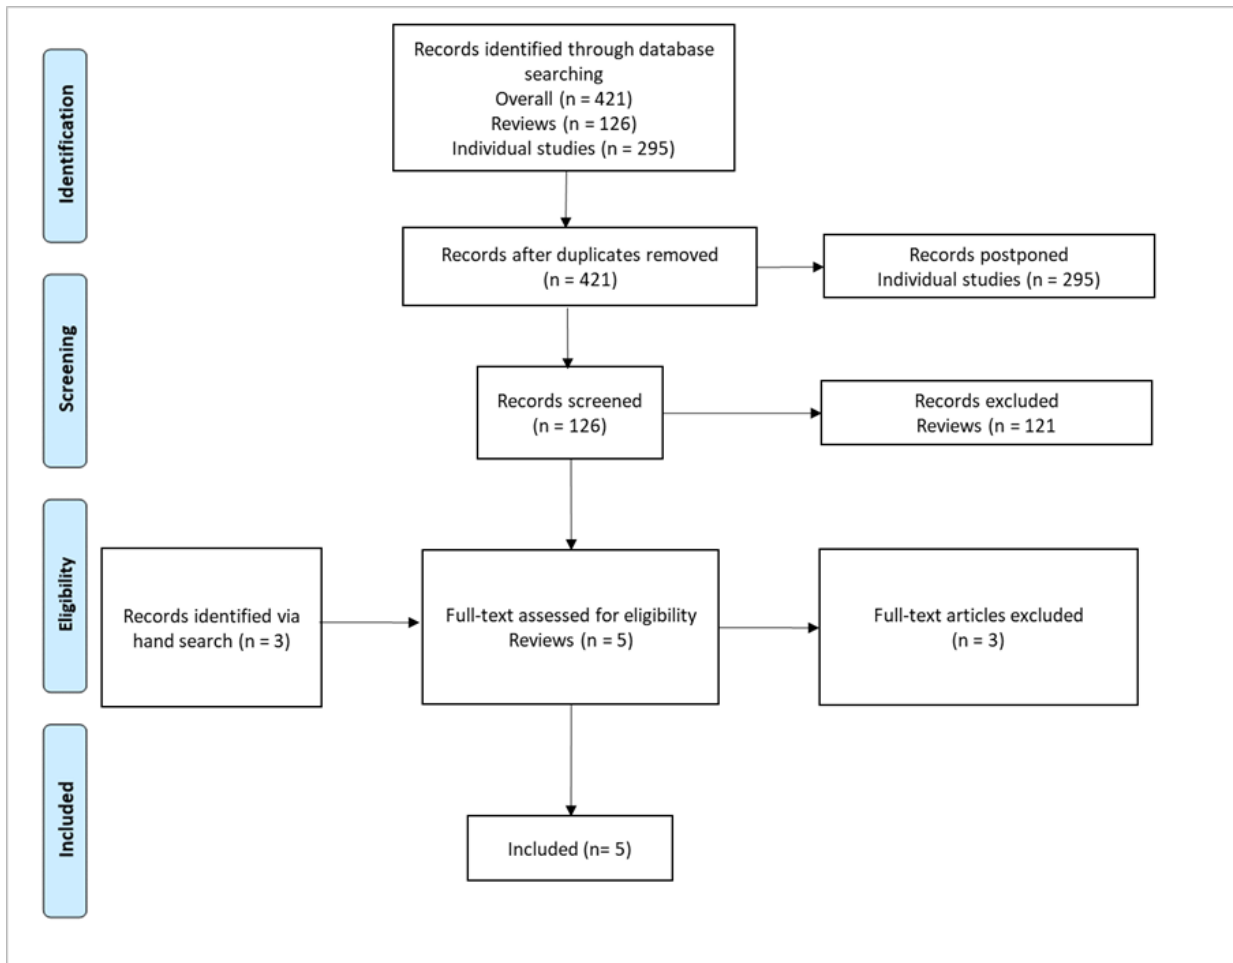 Identification
Records identified through database
searching
Overall (n = 421)
Reviews (n = 126)
Individual studies (n = 295)
Records after duplicates removed
(n = 421)
Records postponed
Individual studies (n = 295)
Screening
Records screened
(n = 126)
Records excluded
Reviews (n = 121
Eligibility
Records identified via
hand search (n = 3)
Full-text assessed for eligibility
Reviews (n = 5)
Full-text articles excluded
(n = 3)
Included
Included (n= 5)